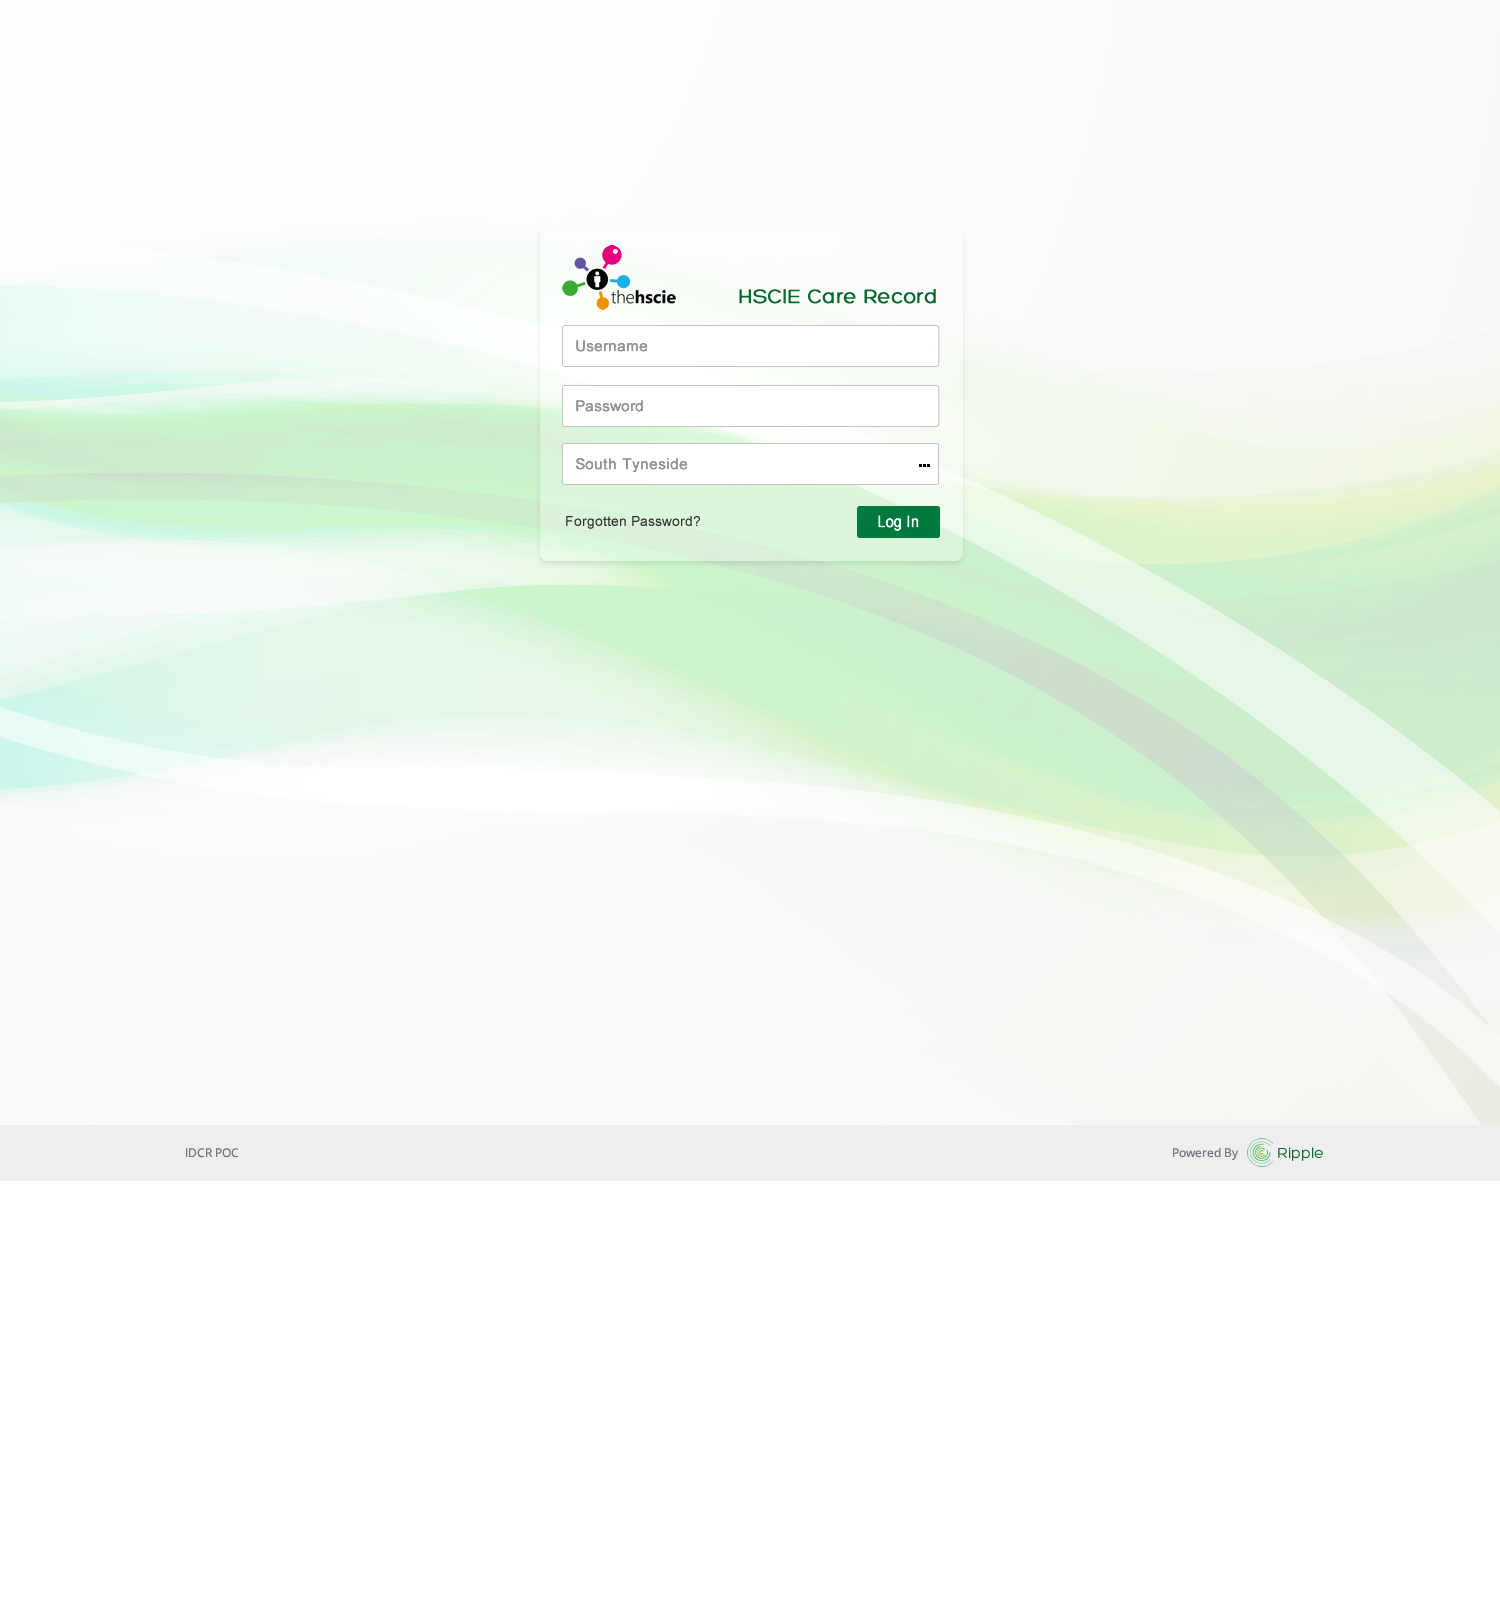 thehscie
HSCIE Care Record
Username
Password
South Tyneside
Forgotten Password?
Log In
IDCR POC
Powered By Ripple